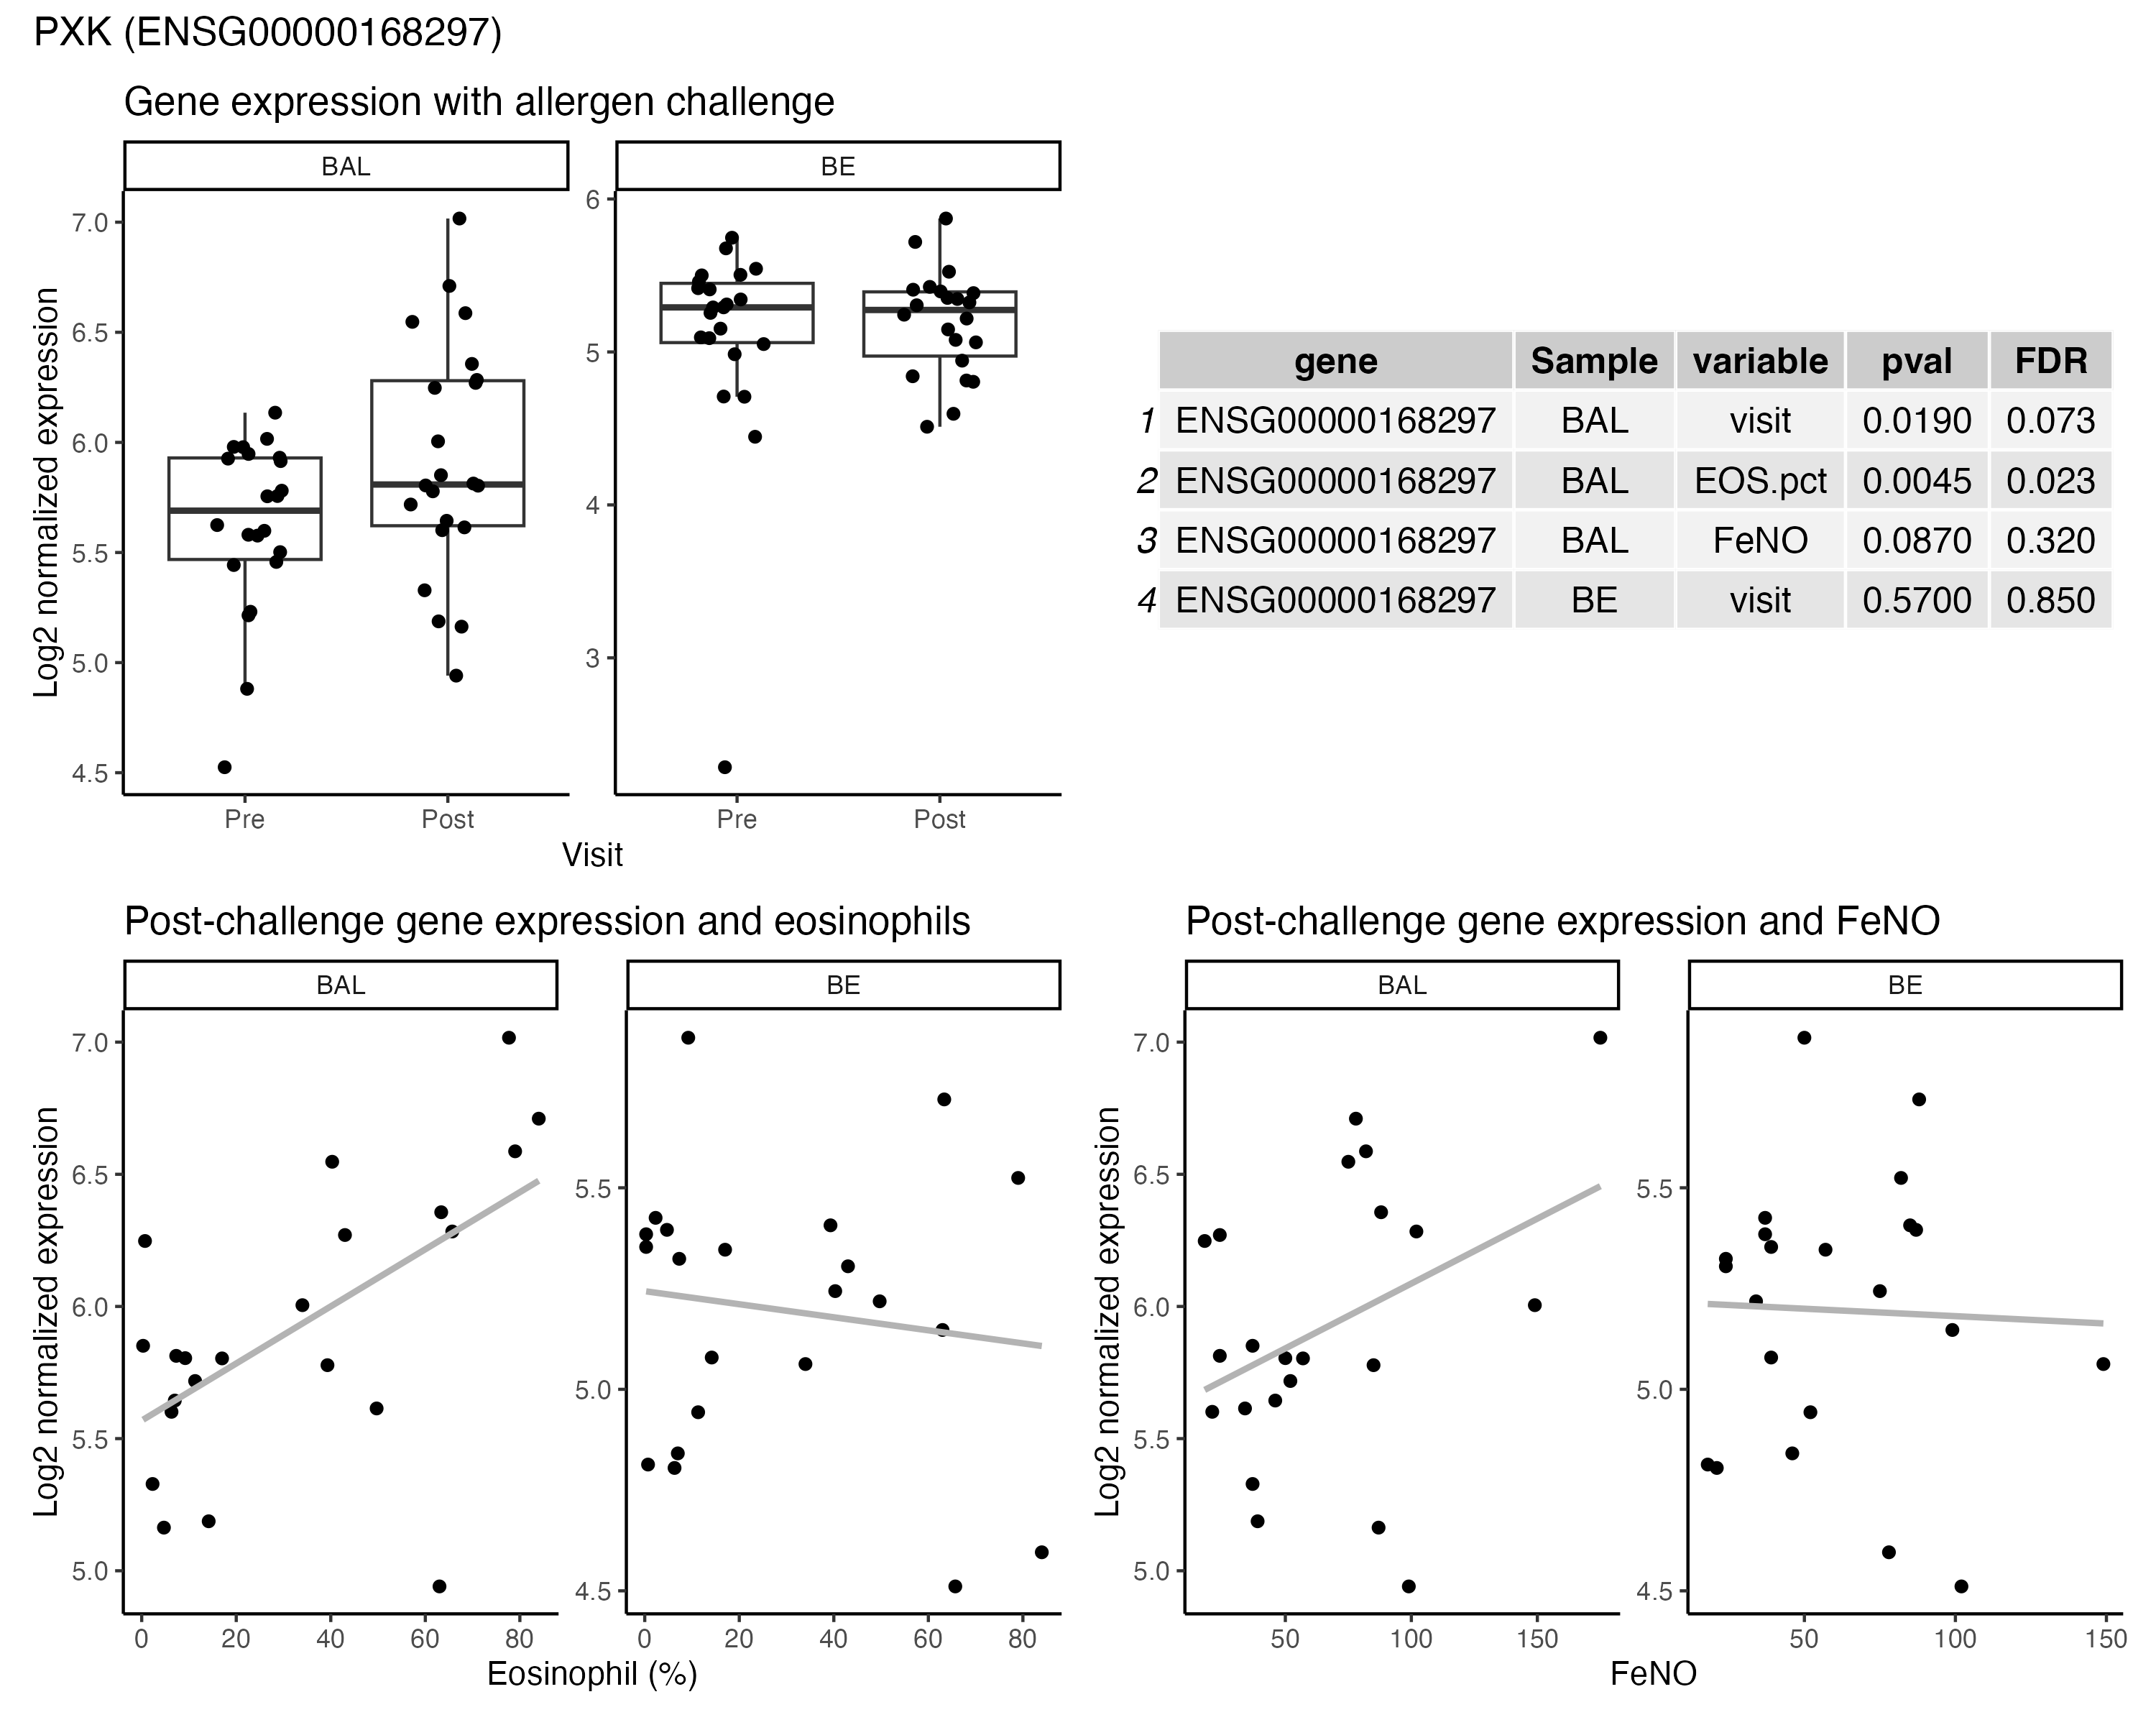 PXK (ENSG00000168297)
Gene expression with allergen challenge
BAL
BE
Log2 normalized expression
7.0
6.5
6.0
5.5
5.0
4.5
6
5
4
3
Pre
Post
Pre
Post
Visit
gene Sample variable pval FDR
1 ENSG00000168297 BAL visit 0.0190 0.073
2 ENSG00000168297 BAL EOS.pct 0.0045 0.023
3 ENSG00000168297 BAL FeNO 0.0870 0.320
4 ENSG00000168297 BE visit 0.5700 0.850
Post-challenge gene expression and eosinophils
BAL
BE
Log2 normalized expression
7.0
6.5
6.0
5.5
5.0
5.5
5.0
4.5
0 20 40 60 80
0 20 40 60 80
Eosinophil (%)
Post-challenge gene expression and FeNO
BAL
BE
Log2 normalized expression
7.0
6.5
6.0
5.5
5.0
5.5
5.0
4.5
50 100 150
50 100 150
FeNO